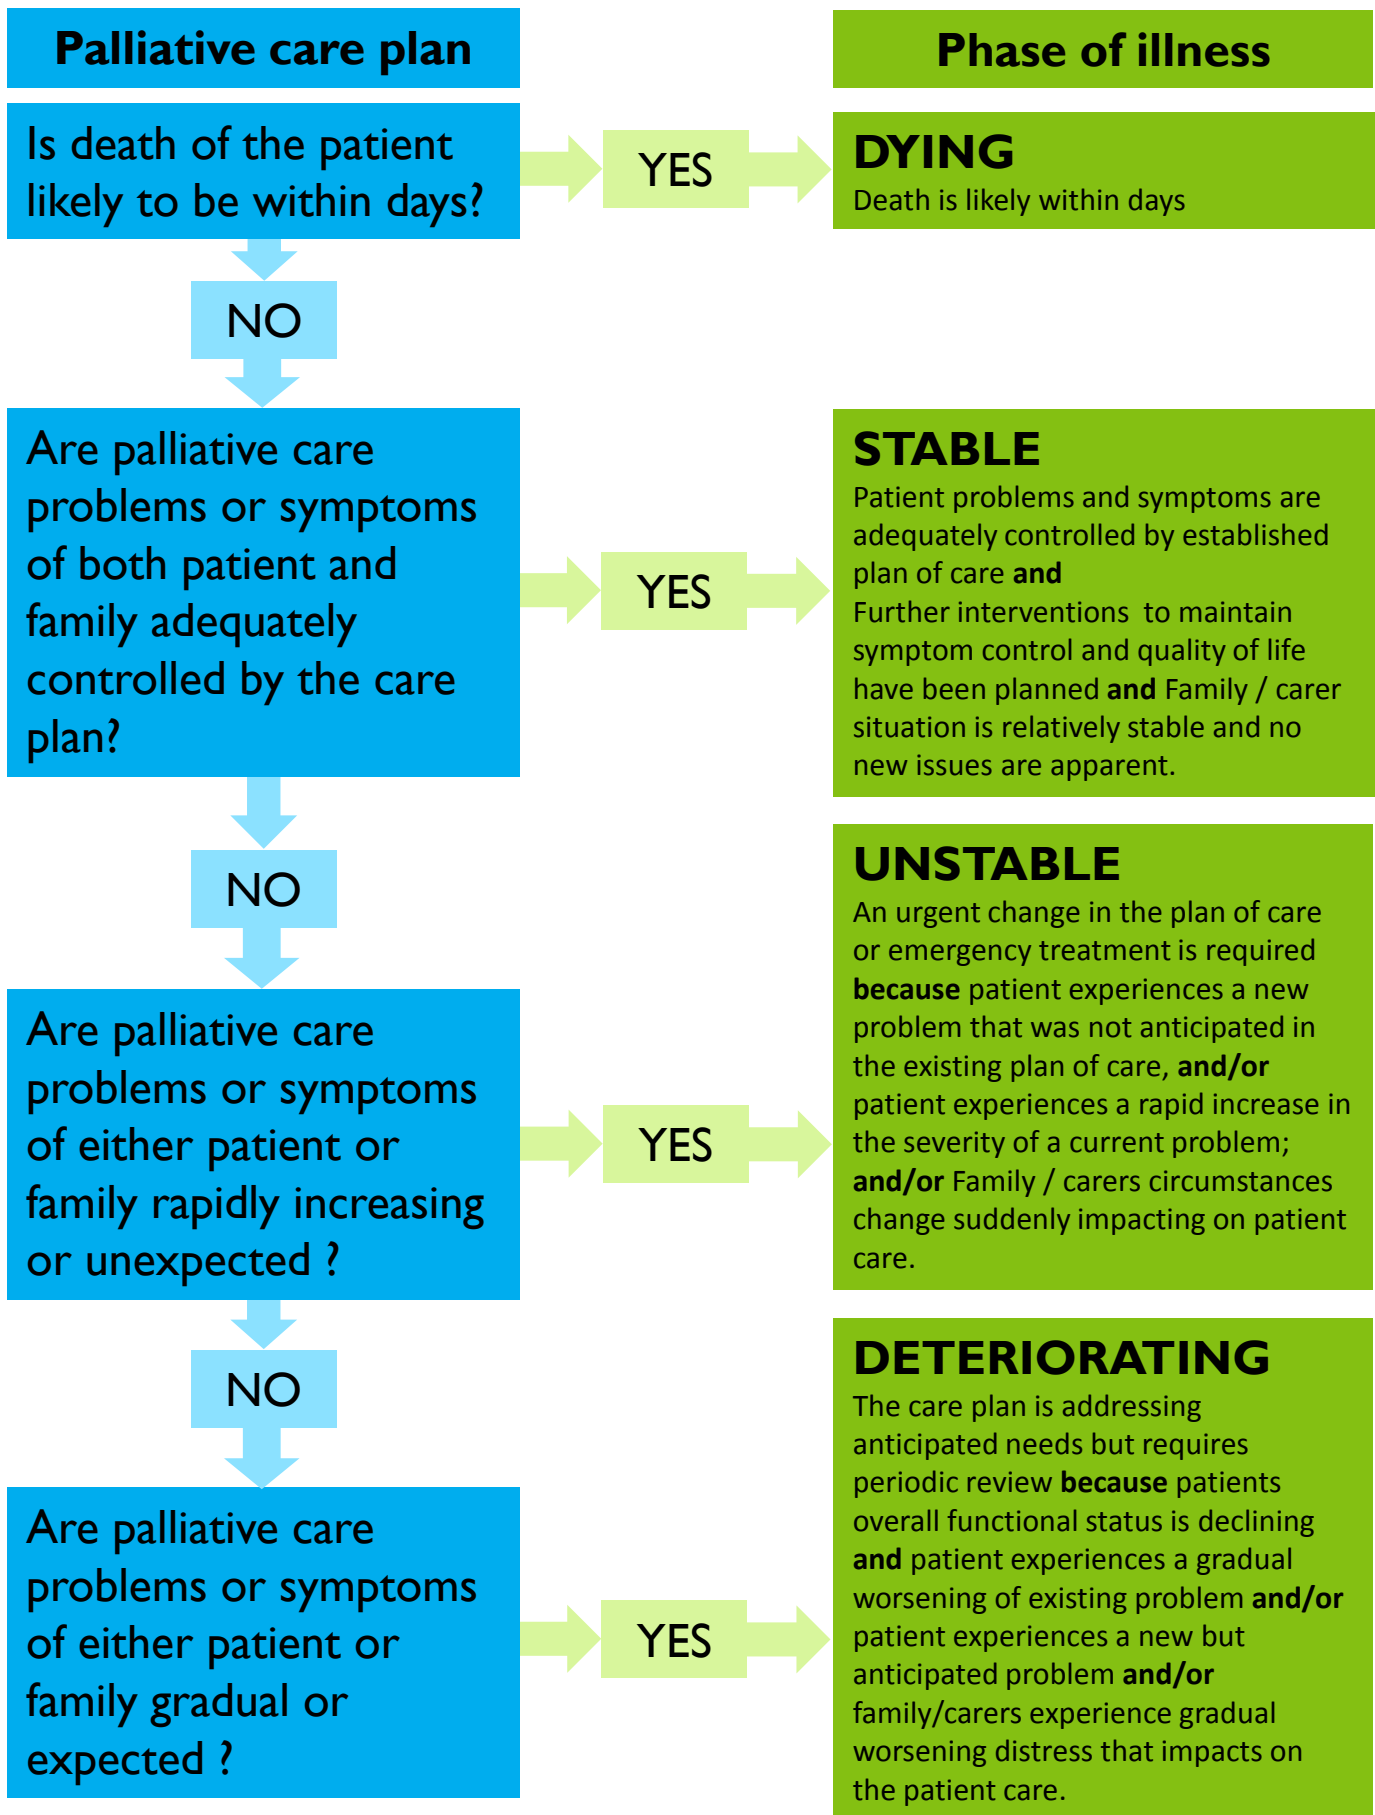 Palliative care plan
Phase of illness
Is death of the patient
likely to be within days?
YES
DYING
Death is likely within days
NO
Are palliative care
problems or symptoms
of both patient and
family adequately
controlled by the care
plan?
YES
STABLE
Patient problems and symptoms are
adequately controlled by established
plan of care and
Further interventions to maintain
symptom control and quality of life
have been planned and Family / carer
situation is relatively stable and no
new issues are apparent.
NO
Are palliative care
problems or symptoms
of either patient or
family rapidly increasing
or unexpected ?
YES
UNSTABLE
An urgent change in the plan of care
or emergency treatment is required
because patient experiences a new
problem that was not anticipated in
the existing plan of care, and/or
patient experiences a rapid increase in
the severity of a current problem;
and/or Family / carers circumstances
change suddenly impacting on patient
care.
NO
Are palliative care
problems or symptoms
of either patient or
family gradual or
expected ?
YES
DETERIORATING
The care plan is addressing
anticipated needs but requires
periodic review because patients
overall functional status is declining
and patient experiences a gradual
worsening of existing problem and/or
patient experiences a new but
anticipated problem and/or
family/carers experience gradual
worsening distress that impacts on
the patient care.